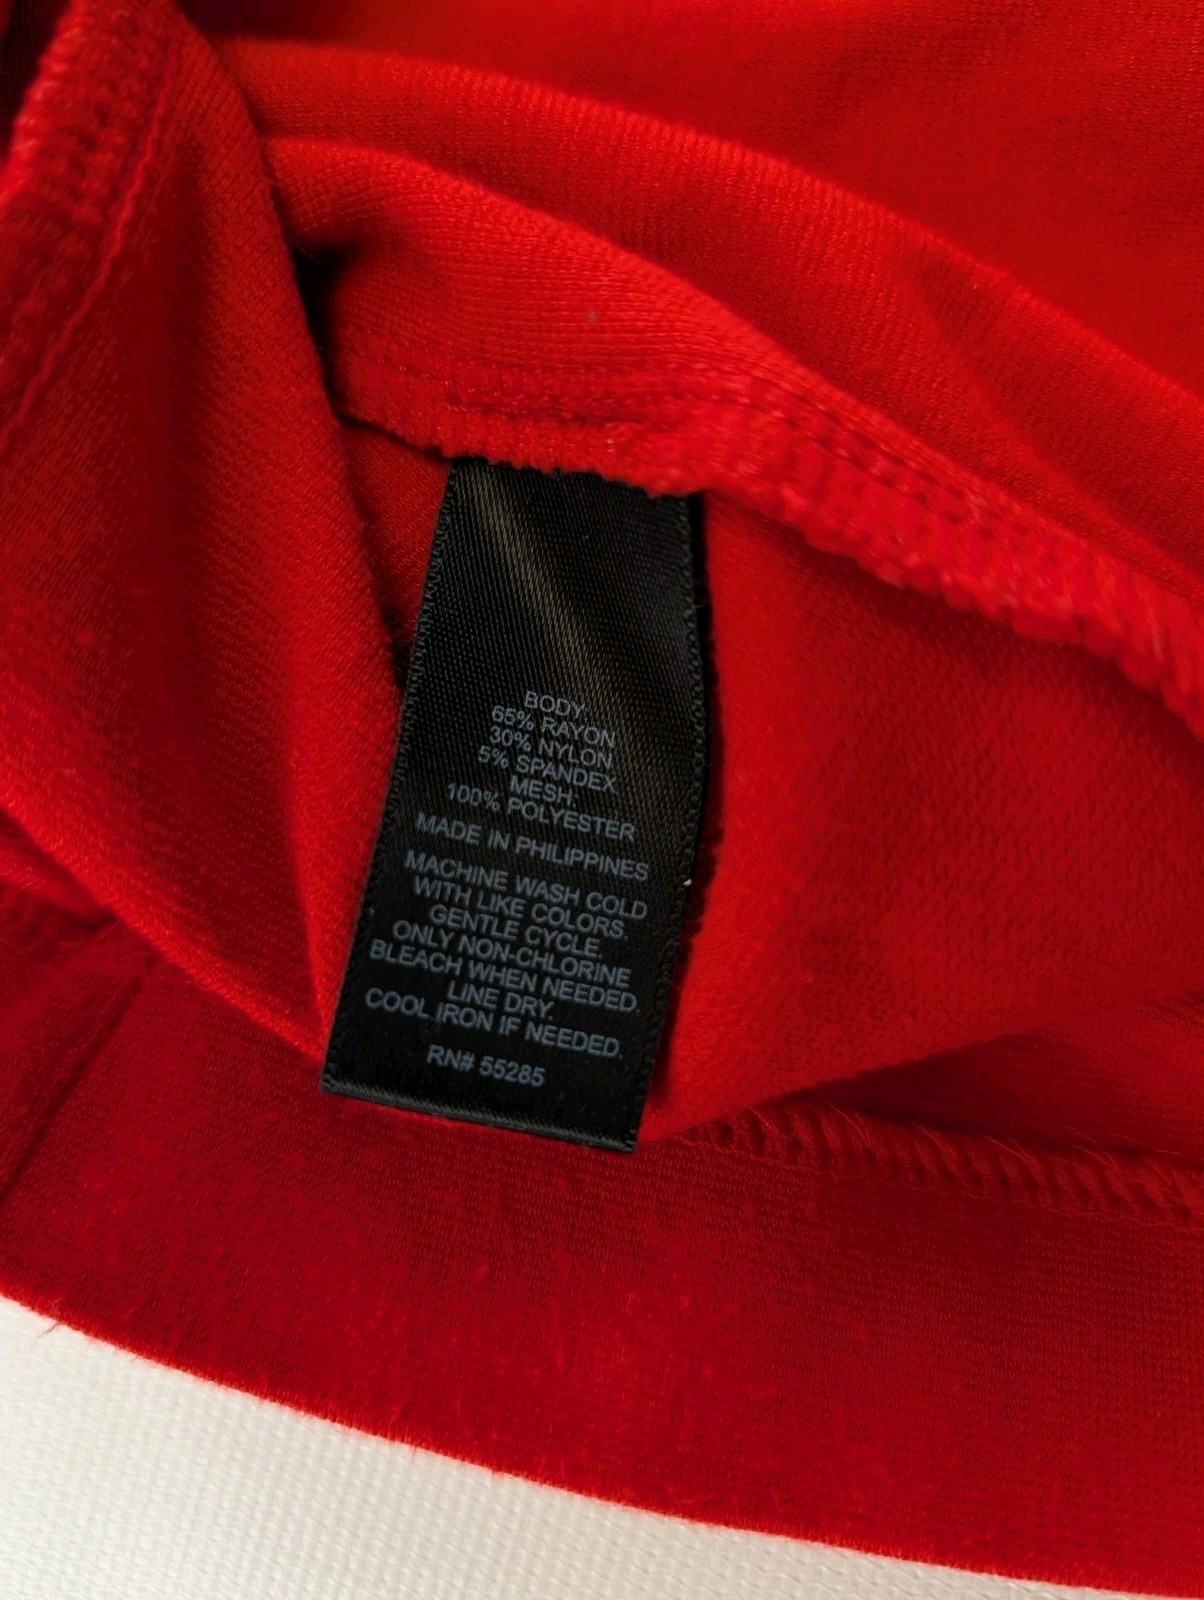 BODY,
65% RAYON
30% NYLON
5% SPANDEX
MESH:
100% POLYESTER
MADE IN PHILIPPINES
MACHINE WASH COLD
WITH LIKE COLORS.
GENTLE CYCLE.
ONLY NON-CHLORINE
BLEACH WHEN NEEDED.
LINE DRY.
COOL IRON IF NEEDED.
RN# 55285